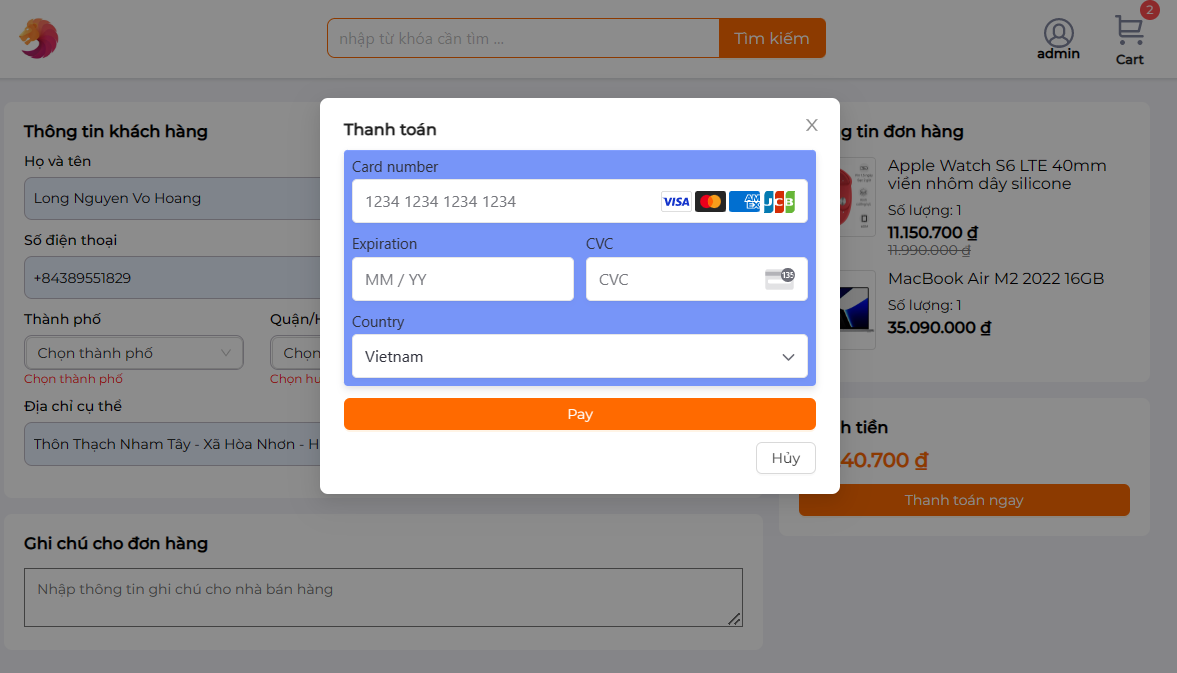 nhập từ khóa cần tìm ...
Tìm kiếm
admin
2
Cart
Thông tin khách hàng
Họ và tên
Long Nguyen Vo Hoang
Số điện thoại
+84389551829
Thành phố
Chọn thành phố
Chọn thành phố
Quận/H
Chọn
Chọn hu
Địa chỉ cụ thể
Thôn Thạch Nham Tây - Xã Hòa Nhơn - H
Ghi chú cho đơn hàng
Nhập thông tin ghi chú cho nhà bán hàng
Thanh toán
Card number
1234 1234 1234 1234
VISA
AM EX
JCB
Expiration
CVC
MM / YY
CVC
135
Country
Vietnam
Pay
Hủy
g tin đơn hàng
Apple Watch S6 LTE 40mm
viền nhôm dây silicone
Số lượng: 1
11.150.700 ₫
11.990.000 ₫
MacBook Air M2 2022 16GB
Số lượng: 1
35.090.000 ₫
h tiền
40.700 ₫
Thanh toán ngay